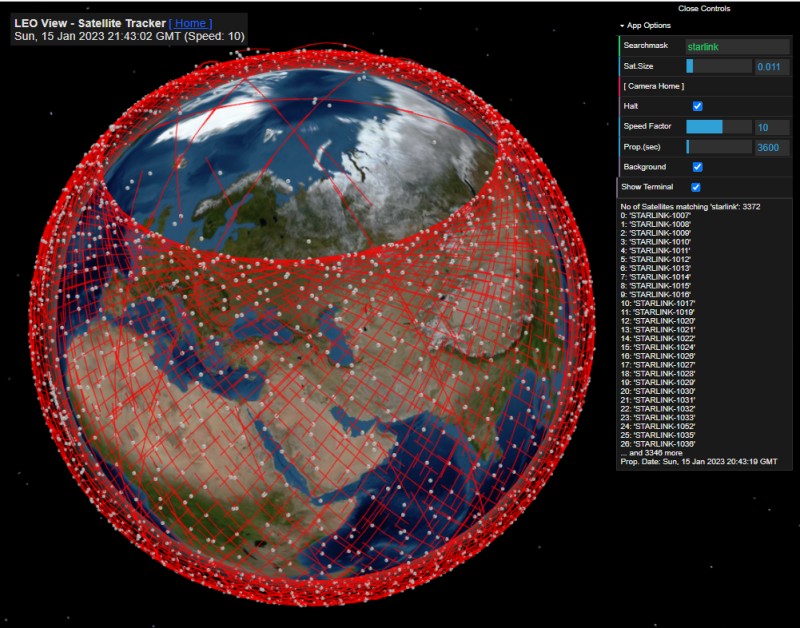 LEO View - Satellite Tracker [ Home ]
Sun, 15 Jan 2023 21:43:02 GMT (Speed: 10)
Close Controls
App Options
Searchmask starlink
Sat.Size 0.011
[ Camera Home ]
Halt
Speed Factor 10
Prop.(sec) 3600
Background
Show Terminal
No of Satellites matching 'starlink': 3372
0: 'STARLINK-1007'
1: 'STARLINK-1008'
2: 'STARLINK-1009'
3: 'STARLINK-1010'
4: 'STARLINK-1011'
5: 'STARLINK-1012'
6: 'STARLINK-1013'
7: 'STARLINK-1014'
8: 'STARLINK-1015'
9: 'STARLINK-1016'
10: 'STARLINK-1017'
11: 'STARLINK-1019'
12: 'STARLINK-1020'
13: 'STARLINK-1021'
14: 'STARLINK-1022'
15: 'STARLINK-1024'
16: 'STARLINK-1026'
17: 'STARLINK-1027'
18: 'STARLINK-1028'
19: 'STARLINK-1029'
20: 'STARLINK-1030'
21: 'STARLINK-1031'
22: 'STARLINK-1032'
23: 'STARLINK-1033'
24: 'STARLINK-1052'
25: 'STARLINK-1035'
26: 'STARLINK-1036'
... and 3346 more
Prop. Date: Sun, 15 Jan 2023 20:43:19 GMT